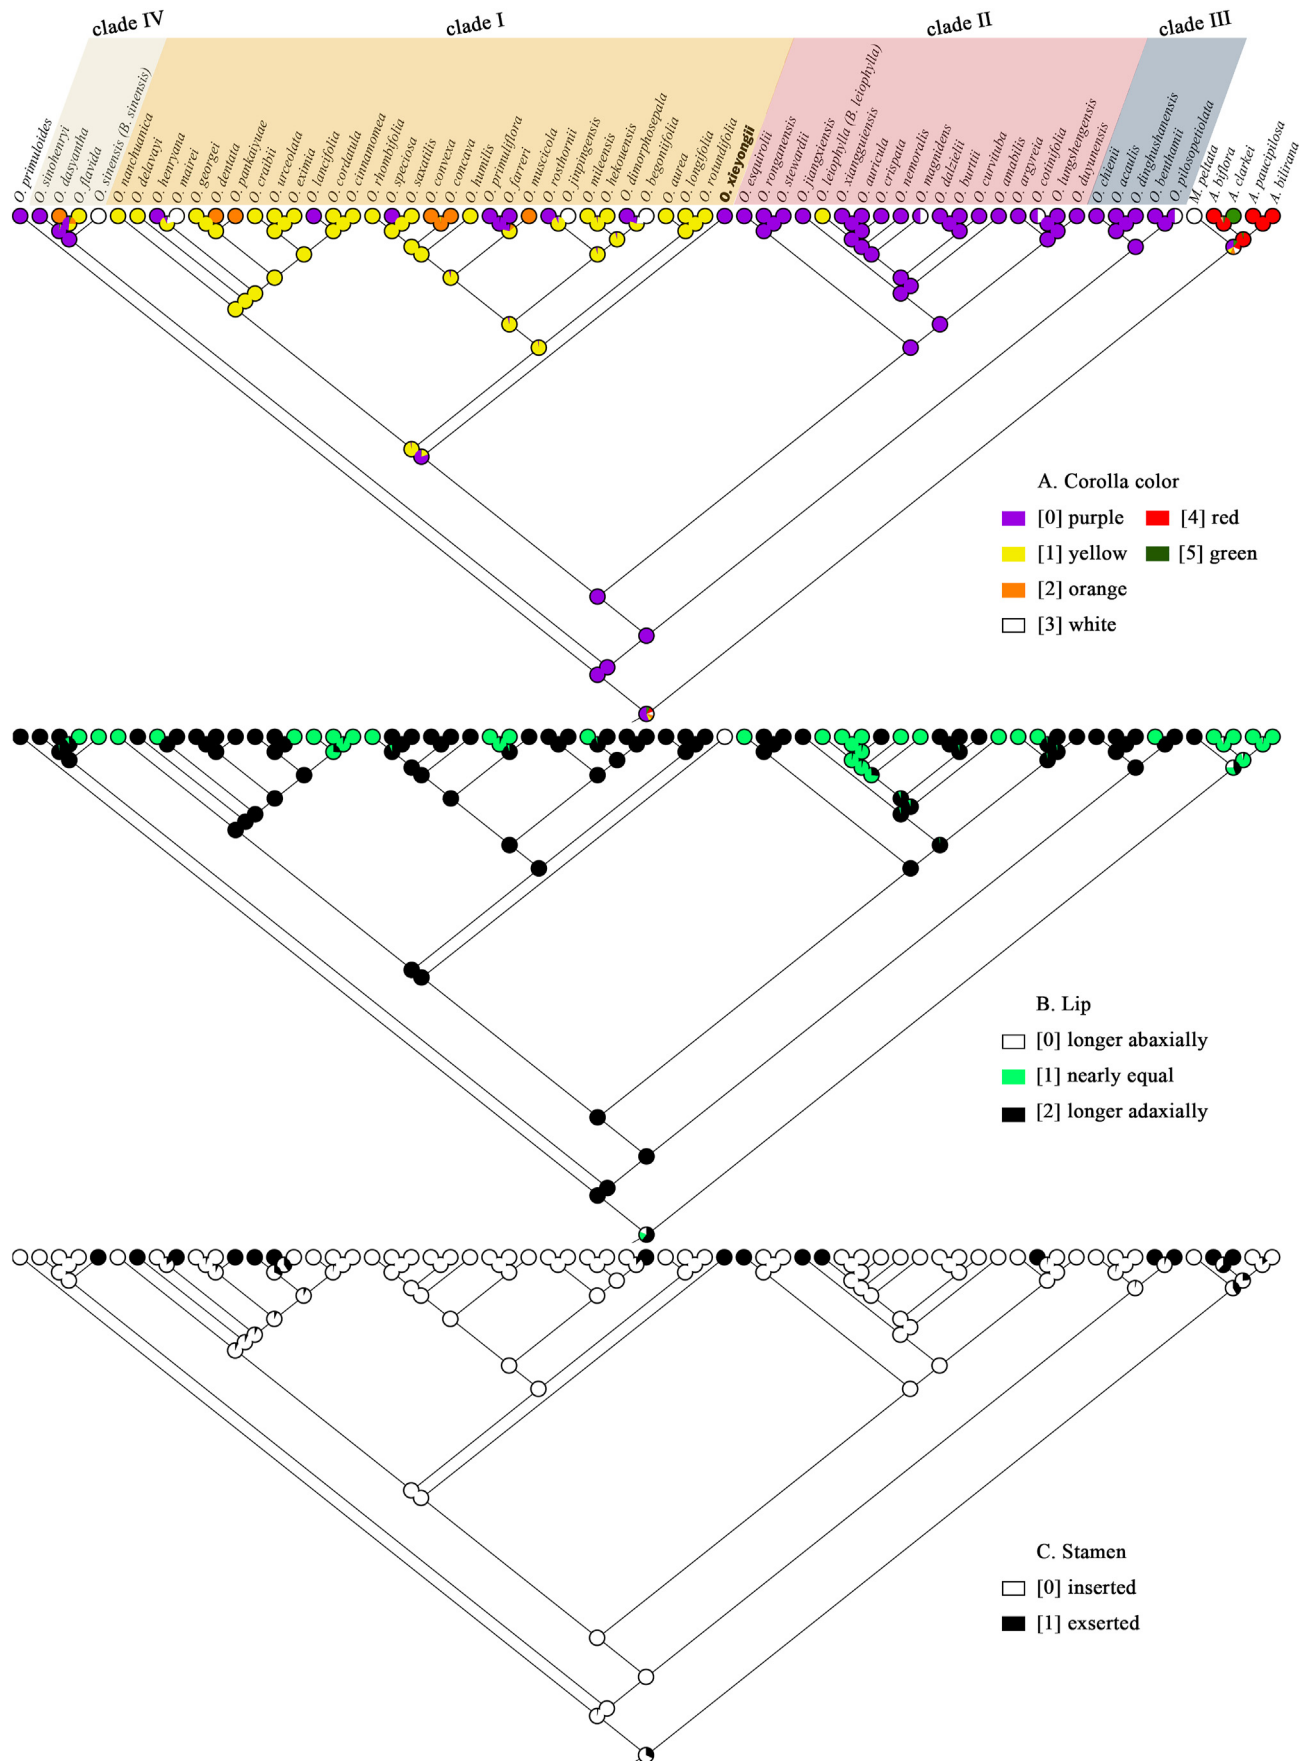 clade IV
clade I
clade II
clade III
O. primuloides
O. sinohenryi
O. dasyantha
O. flavida
O. sinensis (B. sinensis)
O. nanchuanica
O. delavayi
O. henryana
O. mairei
O. georgei
O. dentata
O. pankaiyuae
O. crabii
O. urceolata
O. eximia
O. lancifolia
O. cordatula
O. cinnamomea
O. rhombifolia
O. speciosa
O. saxatilis
O. convexa
O. concava
O. humilis
O. primuliflora
O. farreri
O. muscicola
O. rosthornii
O. jinpingensis
O. mileensis
O. hekouensis
O. dimorphosepala
O. begoniifolia
O. aurea
O. longifolia
O. rotundifolia
O. xieyongii
O. esquirolii
O. ronganensis
O. stewardii
O. jiangxiensis
O. leiophylla (B. leiophylla)
O. xiangguiensis
O. auricula
O. crispata
O. nemoralis
O. magnidens
O. dalzielii
O. burttii
O. curvituba
O. amabilis
O. argyreia
O. cotinifolia
O. lungshengensis
O. duyunensis
O. chienii
O. acaulis
O. dinghushanensis
O. benthamii
O. pilosopetiolata
M. peltata
A. biflora
A. clarkei
A. paucipilosa
A. bilirana
A. Corolla color
[0] purple
[4] red
[1] yellow
[5] green
[2] orange
[3] white
B. Lip
[0] longer abaxially
[1] nearly equal
[2] longer adaxially
C. Stamen
[0] inserted
[1] exserted